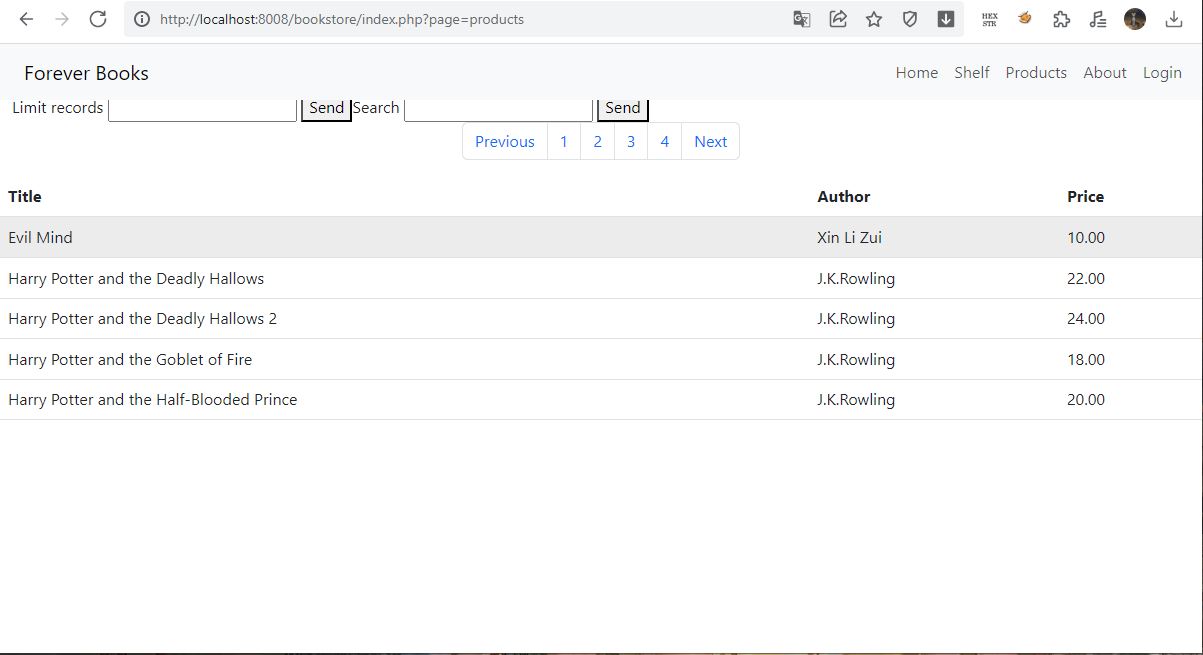 http://localhost:8008/bookstore/index.php?page=products
HEX
STR
Forever Books Home Shelf Products About Login
Limit records Send Search Send
Previous 1 2 3 4 Next
Title Author Price
Evil Mind Xin Li Zui 10.00
Harry Potter and the Deadly Hallows J.K.Rowling 22.00
Harry Potter and the Deadly Hallows 2 J.K.Rowling 24.00
Harry Potter and the Goblet of Fire J.K.Rowling 18.00
Harry Potter and the Half-Blooded Prince J.K.Rowling 20.00